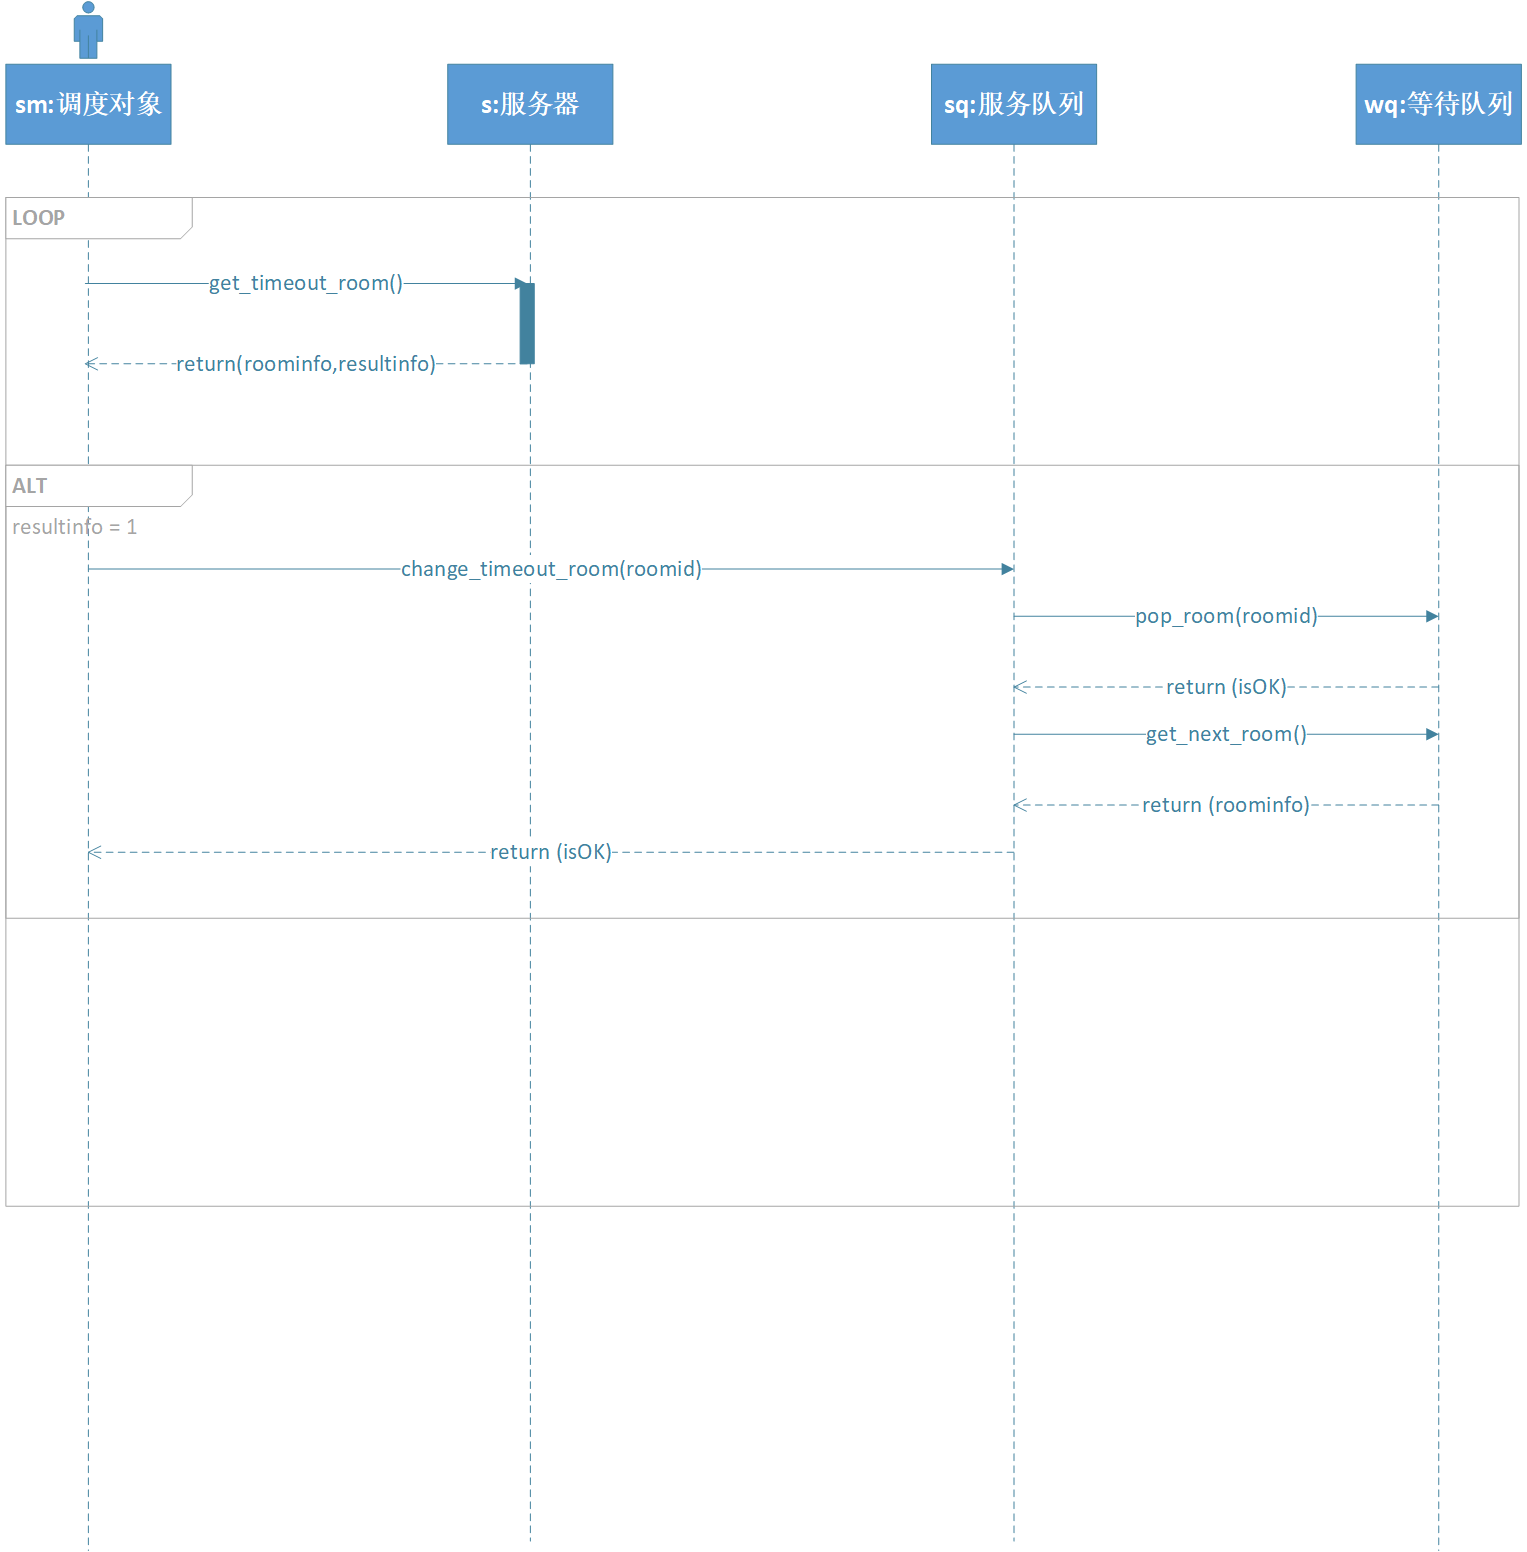 sm:调度对象
s:服务器
sq:服务队列
wq:等待队列
LOOP
get_timeout_room()
return(roominfo,resultinfo)
ALT
resultinfo = 1
change_timeout_room(roomid)
pop_room(roomid)
return (isOK)
get_next_room()
return (roominfo)
return (isOK)